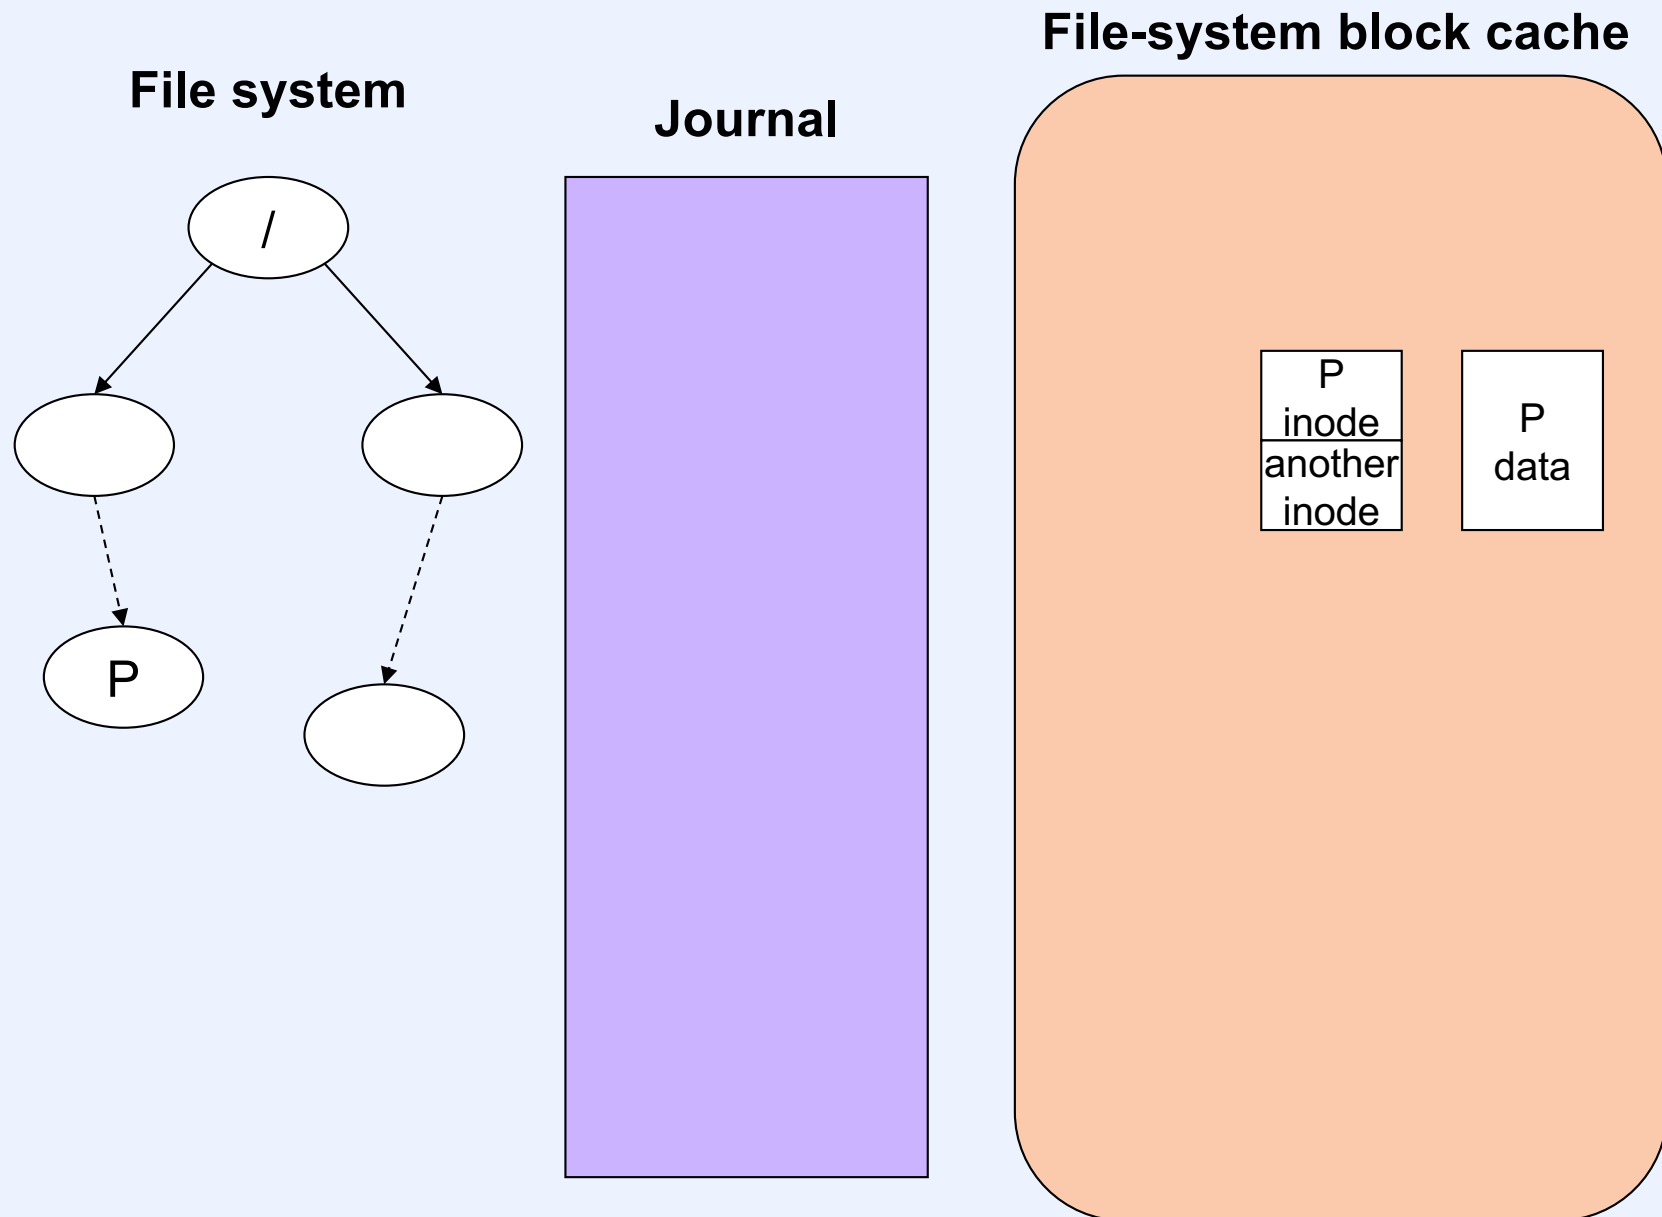 File system
Journal
File-system block cache
/
P
P
inode
another
inode
P
data